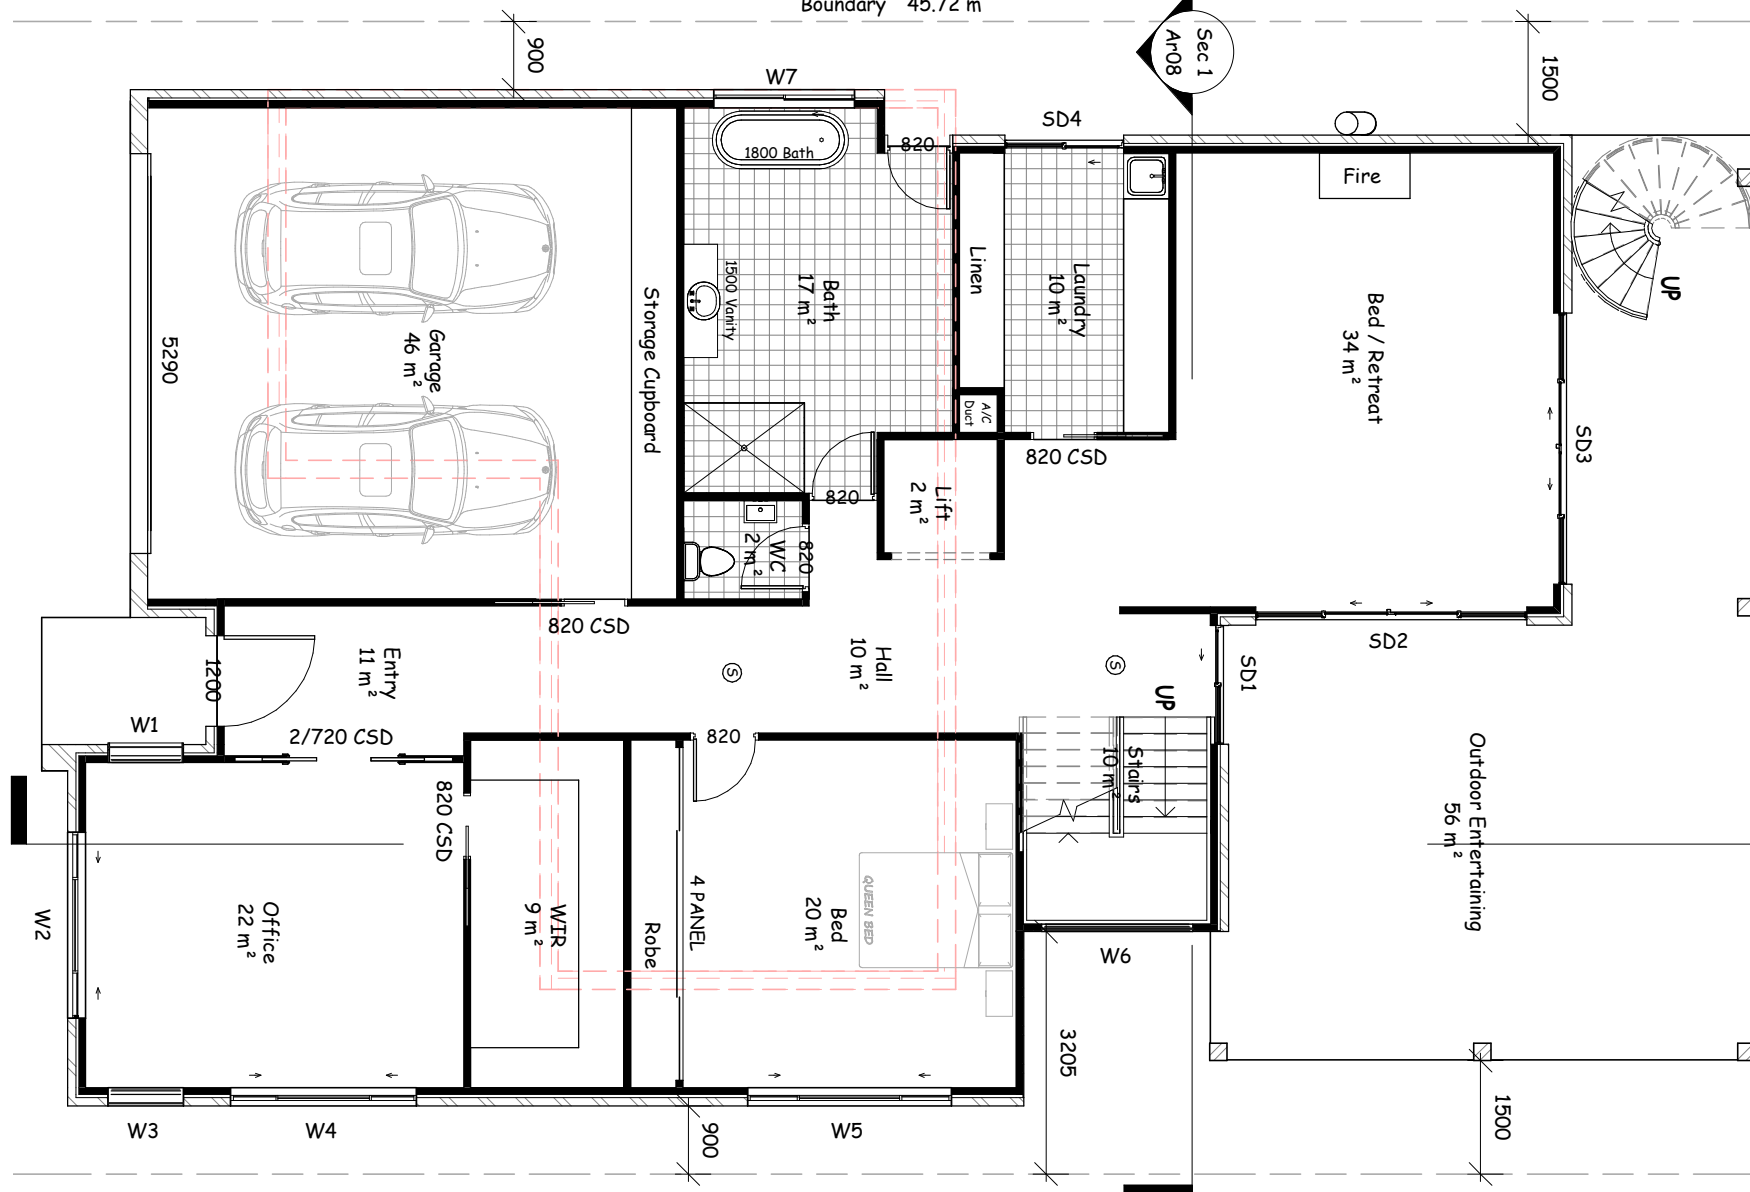 Boundary 45.72 m
900
Sec 1
Ar08
1500
W7
SD4
820
1800 Bath
Fire
Linen
Laundry
10 m²
Bath
17 m²
1500 Vanity
UP
Storage Cupboard
Bed / Retreat
34 m²
Garage
46 m²
5290
A/C
Duct
SD3
820 CSD
Lift
2 m²
820
WC
2 m²
820
820 CSD
SD2
Entry
11 m²
1200
Hall
10 m²
S
S
SD1
UP
W1
2/720 CSD
820
Stairs
10 m²
820 CSD
Outdoor Entertaining
56 m²
W2
Office
22 m²
WIR
9 m²
Robe
4 PANEL
Bed
20 m²
QUEEN BED
W6
3205
W3
W4
900
W5
1500